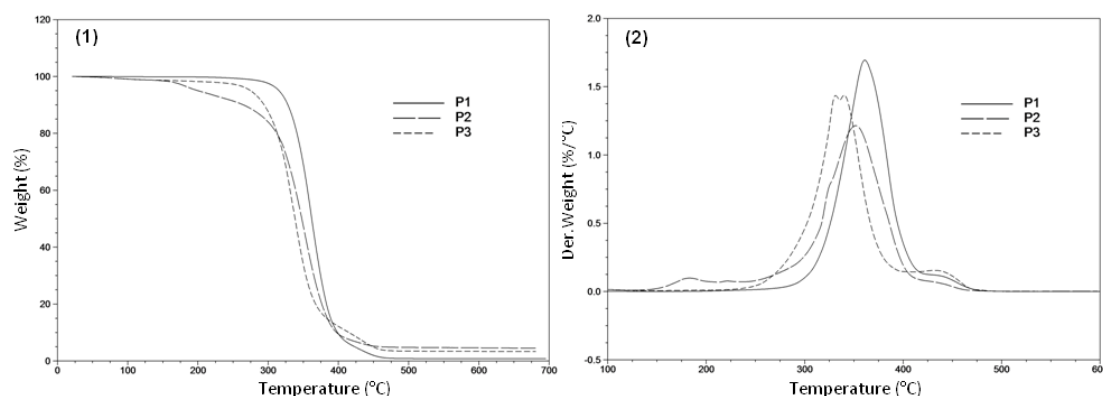 (1)
120
100
80
60
40
20
0
Weight (%)
P1
P2
P3
0 100 200 300 400 500 600 700
Temperature (°C)
(2)
2.0
1.5
1.0
0.5
0.0
-0.5
Der.Weight (%/°C)
P1
P2
P3
100 200 300 400 500 60
Temperature (°C)